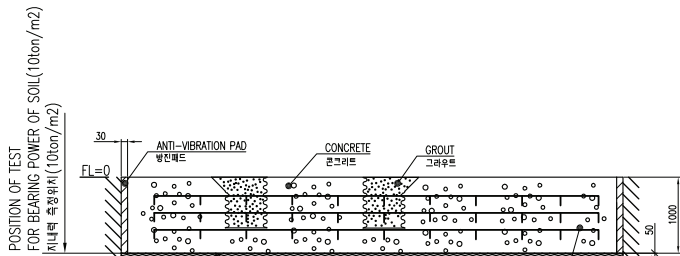 POSITION OF TEST
FOR BEARING POWER OF SOIL(10ton/m2)
지내력 측정위치(10ton/m2)
30
ANTI-VIBRATION PAD
방진패드
CONCRETE
콘크리트
GROUT
그라우트
FL=0
1000
50